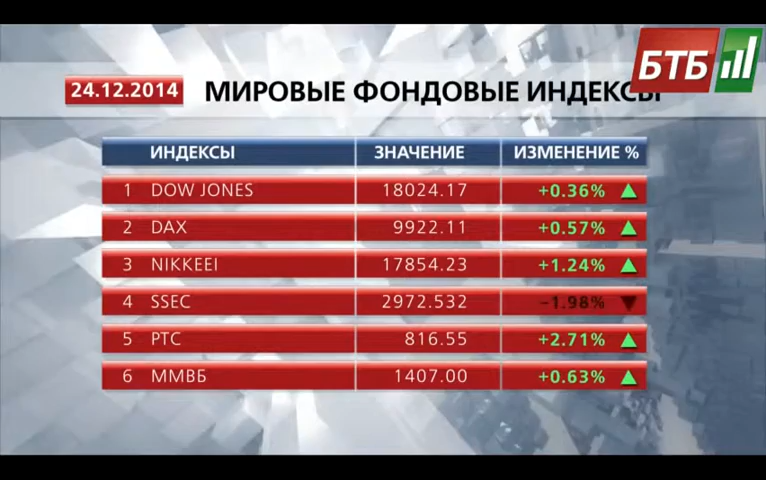 БТБ
24.12.2014 МИРОВЫЕ ФОНДОВЫЕ ИНДЕКСЫ
ИНДЕКСЫ ЗНАЧЕНИЕ ИЗМЕНЕНИЕ %
1 DOW JONES 18024.17 +0.36% ▲
2 DAX 9922.11 +0.57% ▲
3 NIKKEEI 17854.23 +1.24% ▲
4 SSEC 2972.532 -1.98% ▼
5 РТС 816.55 +2.71% ▲
6 ММВБ 1407.00 +0.63% ▲